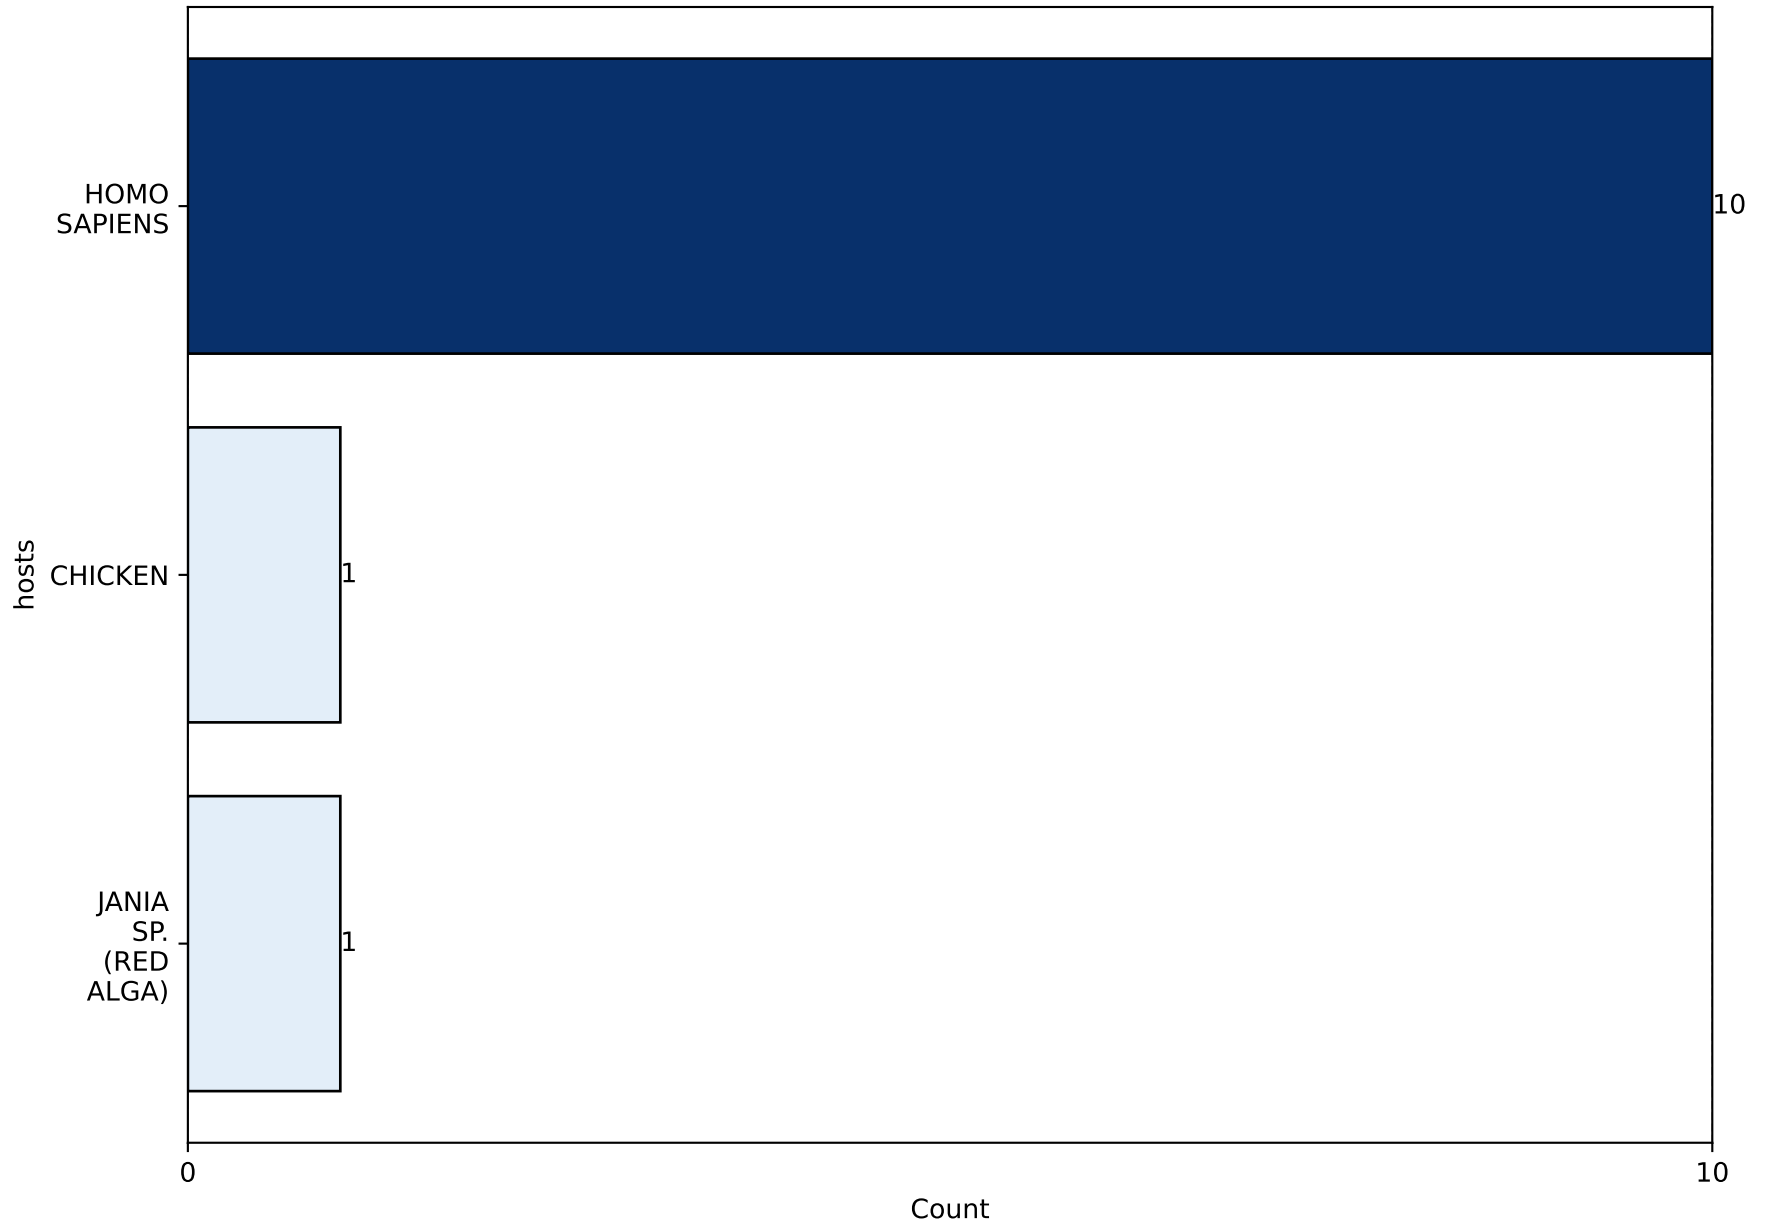 HOMO
SAPIENS
10
hosts
CHICKEN
1
JANIA
SP.
(RED
ALGA)
1
0
10
Count